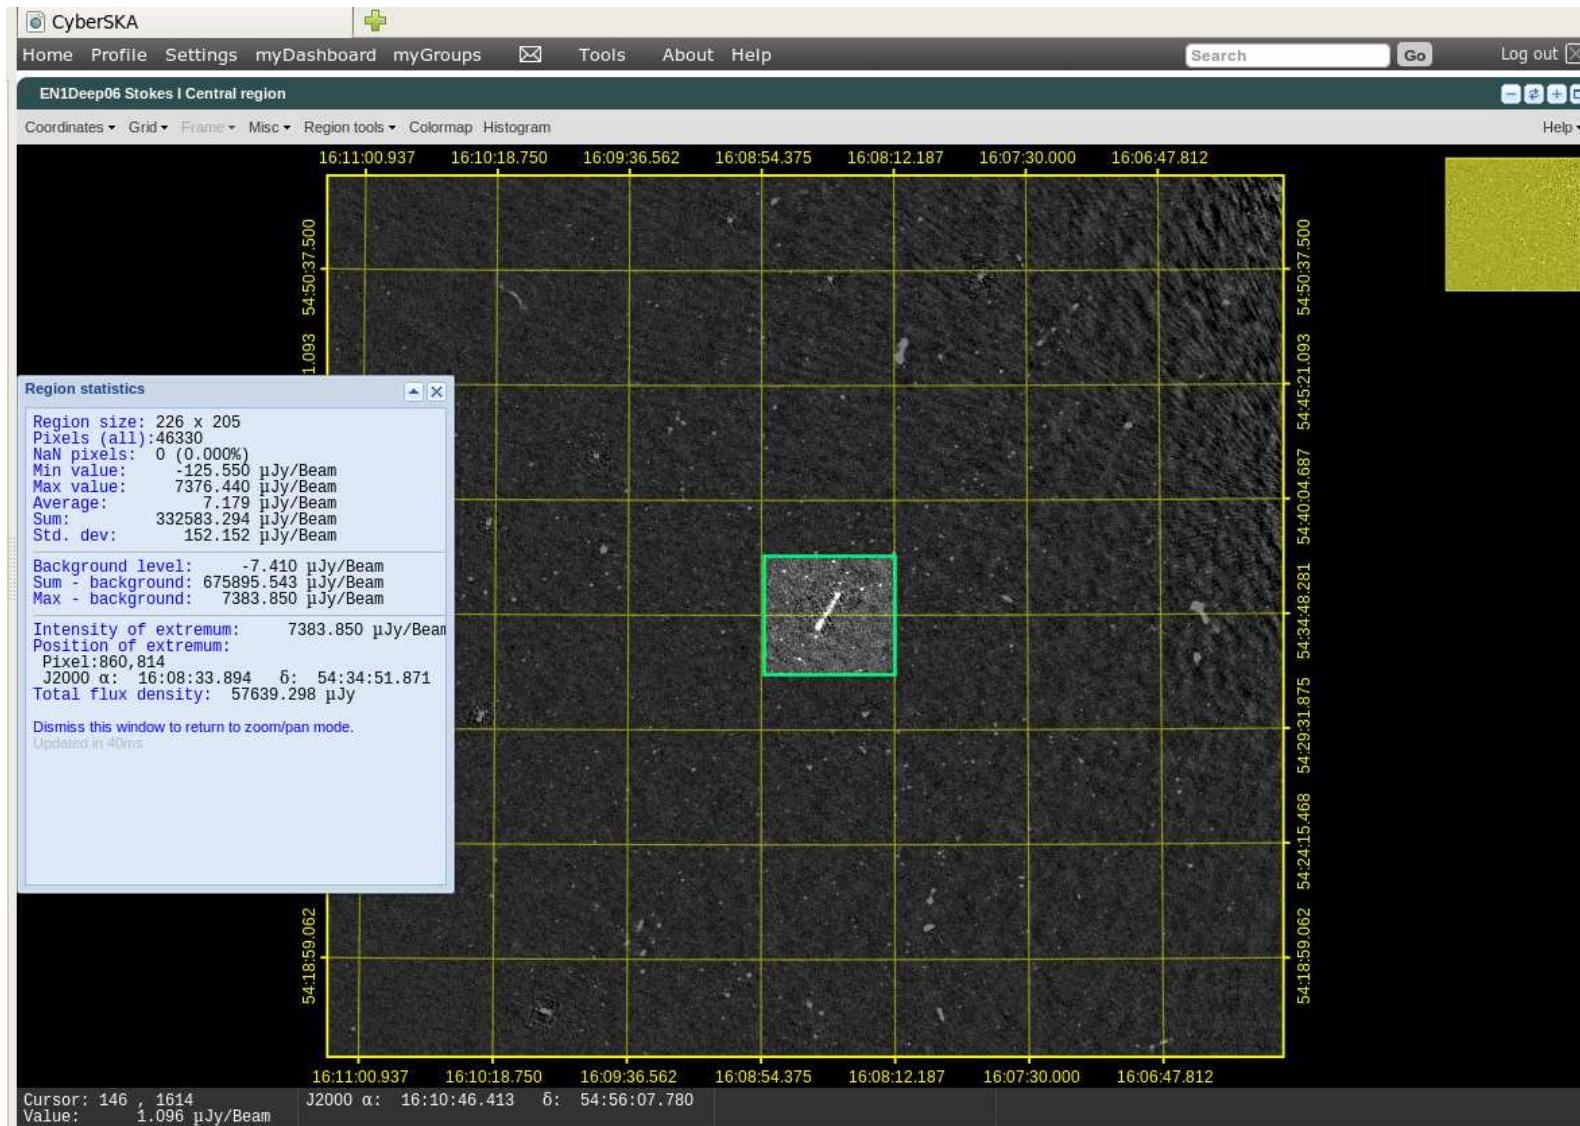 CyberSKA
Home Profile Settings myDashboard myGroups Tools About Help Search Go Log out
EN1Deep06 Stokes I Central region
Coordinates Grid Frame Misc Region tools Colormap Histogram Help
16:11:00.937 16:10:18.750 16:09:36.562 16:08:54.375 16:08:12.187 16:07:30.000 16:06:47.812
54:50:37.500 54:50:37.500
1.093 54:45:21.093
54:40:04.687
54:34:48.281
54:29:31.875
54:24:15.468
54:18:59.062 54:18:59.062
Region statistics
Region size: 226 x 205
Pixels (all):46330
NaN pixels: 0 (0.000%)
Min value: -125.550 µJy/Beam
Max value: 7376.440 µJy/Beam
Average: 7.179 µJy/Beam
Sum: 332583.294 µJy/Beam
Std. dev: 152.152 µJy/Beam
Background level: -7.410 µJy/Beam
Sum - background: 675895.543 µJy/Beam
Max - background: 7383.850 µJy/Beam
Intensity of extremum: 7383.850 µJy/Beam
Position of extremum:
Pixel:860,814
J2000 α: 16:08:33.894 δ: 54:34:51.871
Total flux density: 57639.298 µJy
Dismiss this window to return to zoom/pan mode.
Updated in 40ms
16:11:00.937 16:10:18.750 16:09:36.562 16:08:54.375 16:08:12.187 16:07:30.000 16:06:47.812
Cursor: 146 , 1614 J2000 α: 16:10:46.413 δ: 54:56:07.780
Value: 1.096 µJy/Beam